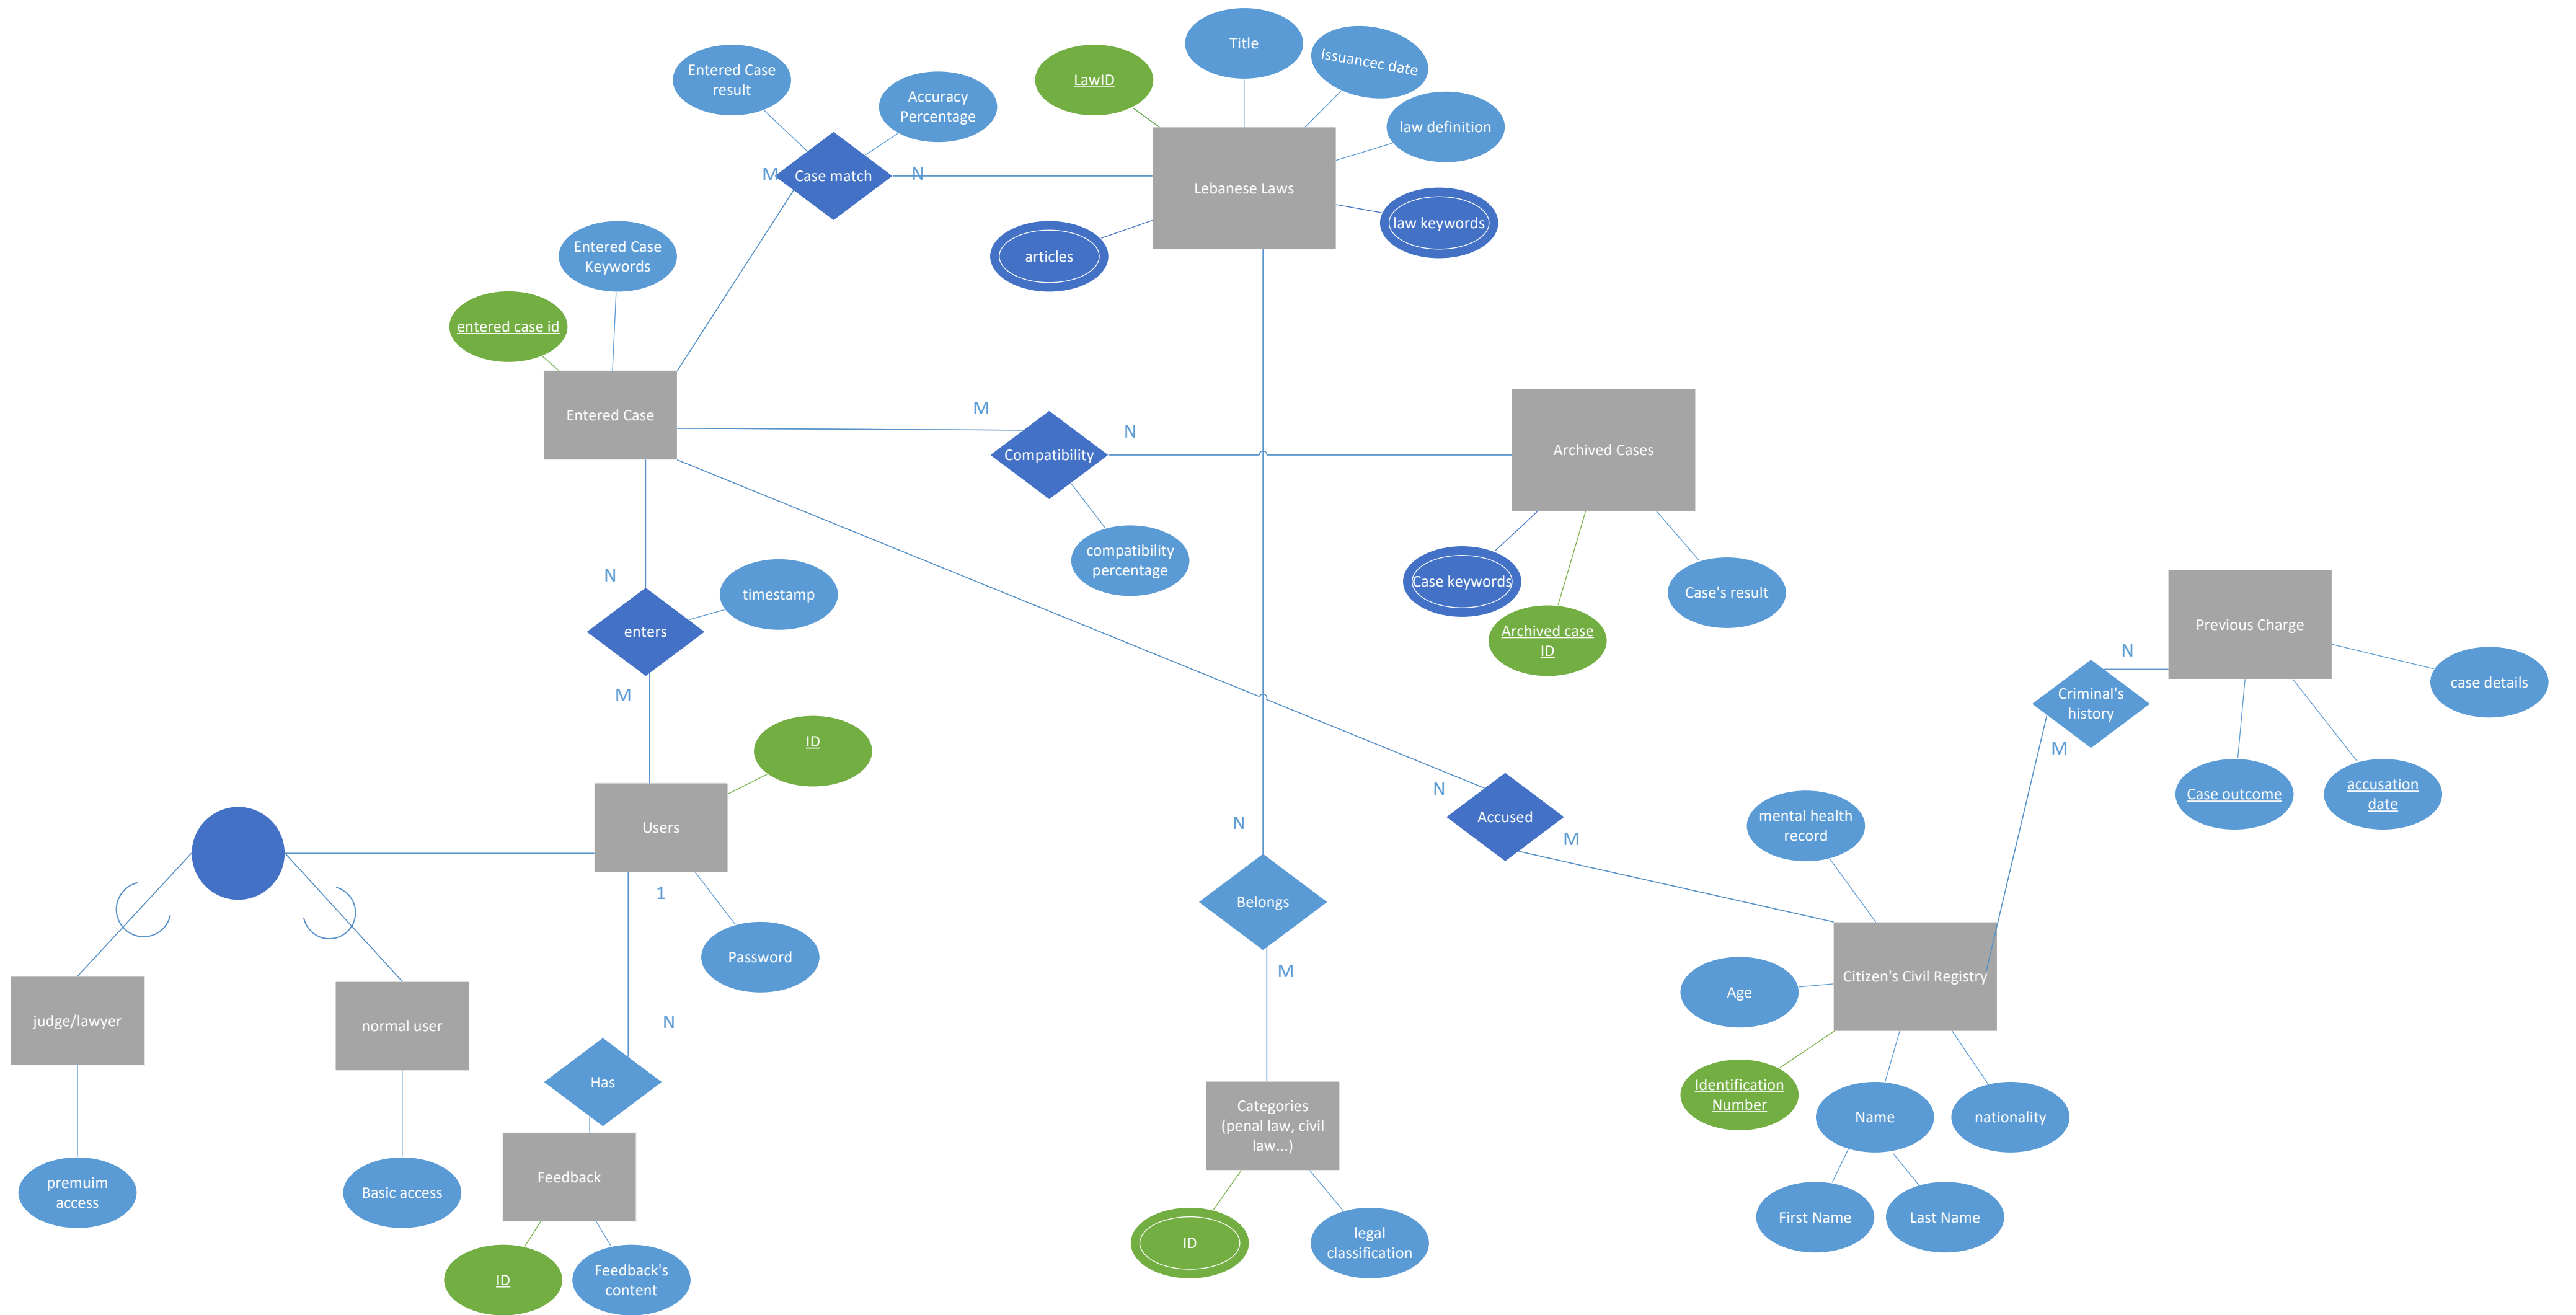 Title
Issuancec date
Entered Case
result
LawID
Accuracy
Percentage
law definition
M
Case match
N
Lebanese Laws
law keywords
Entered Case
Keywords
articles
entered case id
Entered Case
M
N
Compatibility
Archived Cases
compatibility
percentage
N
timestamp
Case keywords
Case's result
enters
Archived case
ID
Previous Charge
N
M
Criminal's
history
case details
M
ID
Case outcome
accusation
date
N
Accused
M
mental health
record
N
Users
1
Belongs
Password
M
Citizen's Civil Registry
Age
judge/lawyer
normal user
N
Has
Identification
Number
Name
nationality
Categories
(penal law, civil
law...)
Feedback
premuim
access
Basic access
First Name
Last Name
ID
legal
classification
ID
Feedback's
content